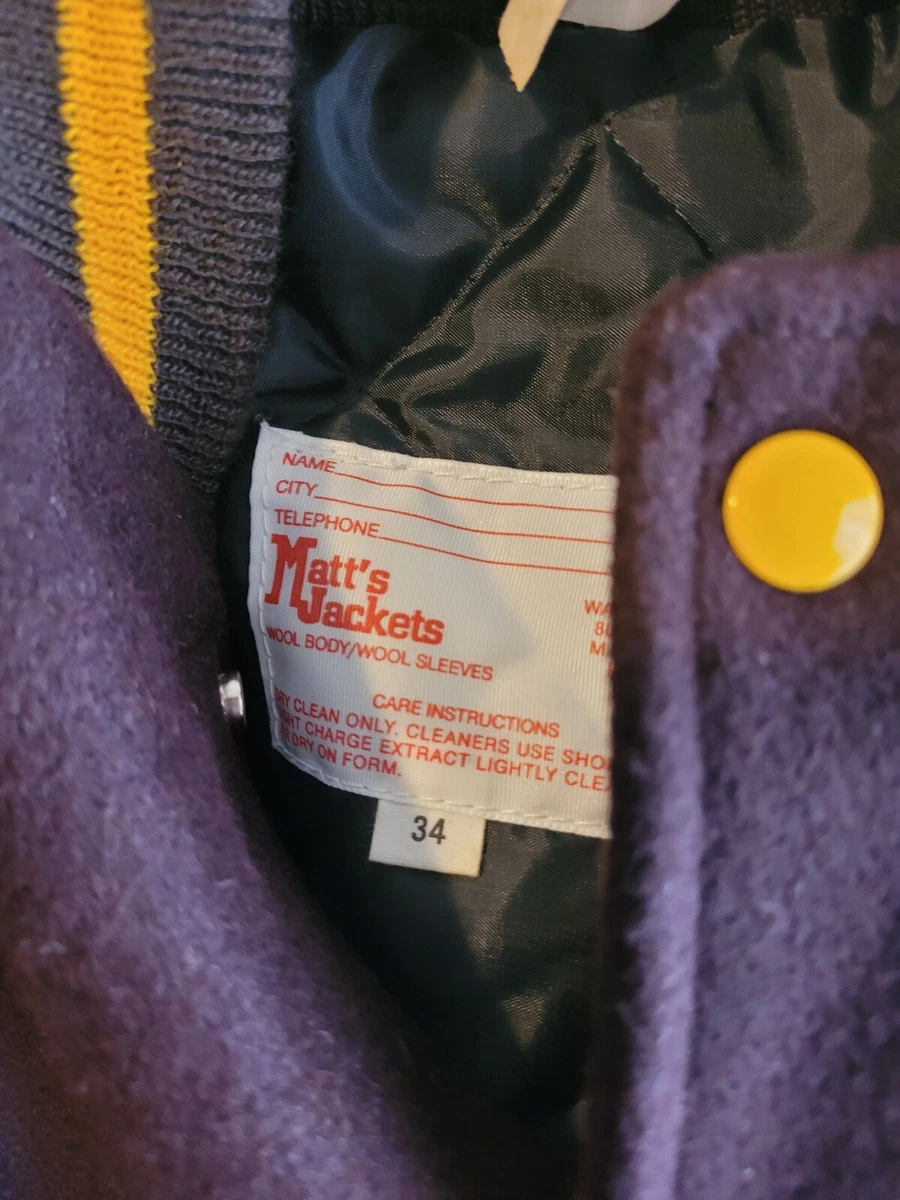 NAME
CITY
TELEPHONE
Matt's
Jackets
WOOL BODY/WOOL SLEEVES
CARE INSTRUCTIONS
CLEAN ONLY. CLEANERS USE
CHARGE EXTRACT LIGHTLY
DRY ON FORM.
34